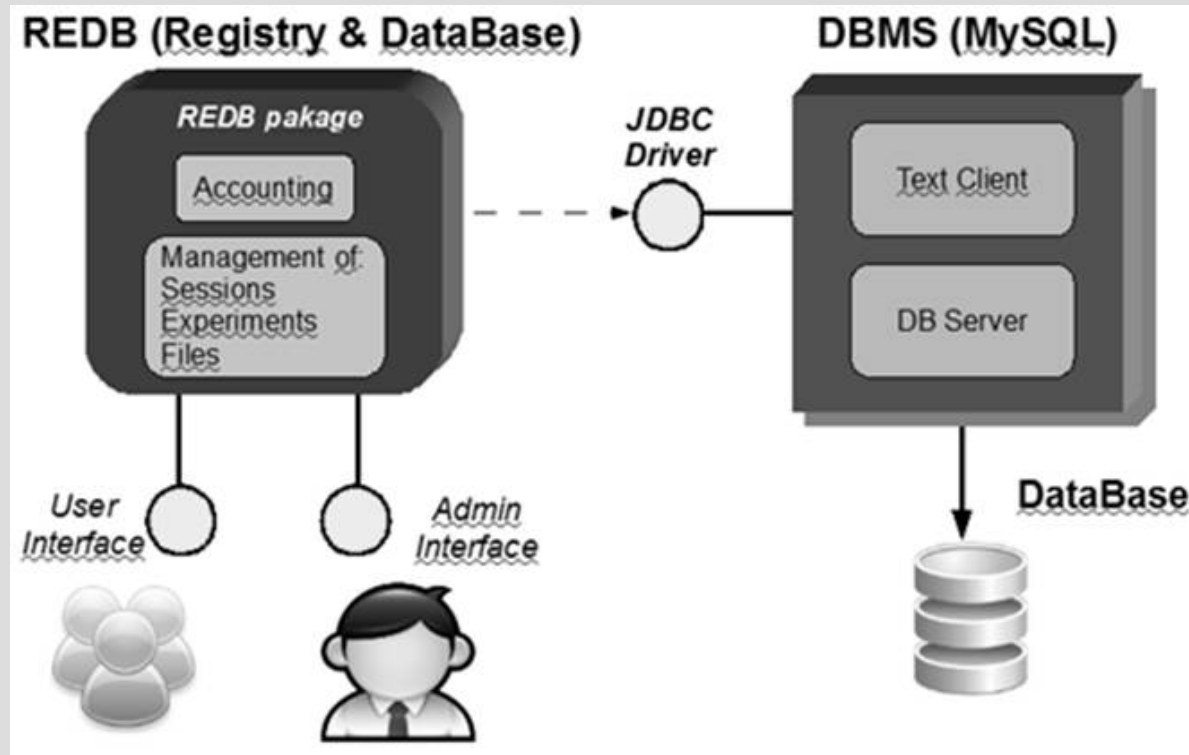 REDB (Registry & DataBase)
DBMS (MySQL)
REDB pakage
Accounting
Management of:
Sessions
Experiments
Files
JDBC
Driver
Text Client
DB Server
User
Interface
Admin
Interface
DataBase